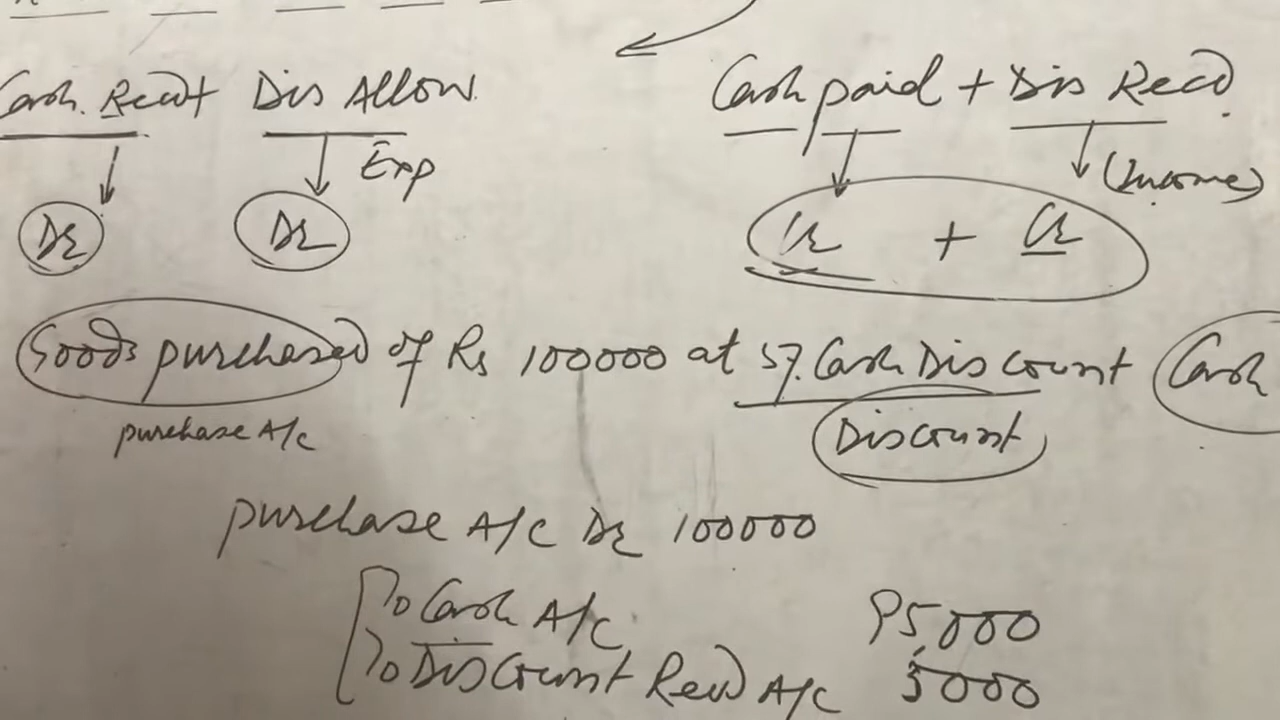 Cash Recd + Dis Allow.
Cash paid + Dis Recd.
Exp
(Income)
Dr Dr
Cr + Cr
Goods purchased of Rs 100000 at 5% Cash Discount Cash
purchase A/c
Discount
purchase A/c Dr 100000
To Cash A/c 95000
To Discount Recd A/c 5000